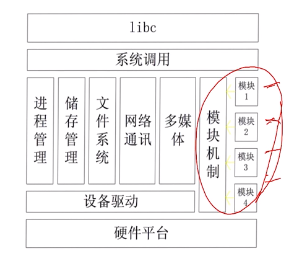 libc
系统调用
进程管理
储存管理
文件系统
网络
通讯
多媒体
模块机制
模块
1
模块
2
模块
3
模块
4
设备驱动
硬件平台